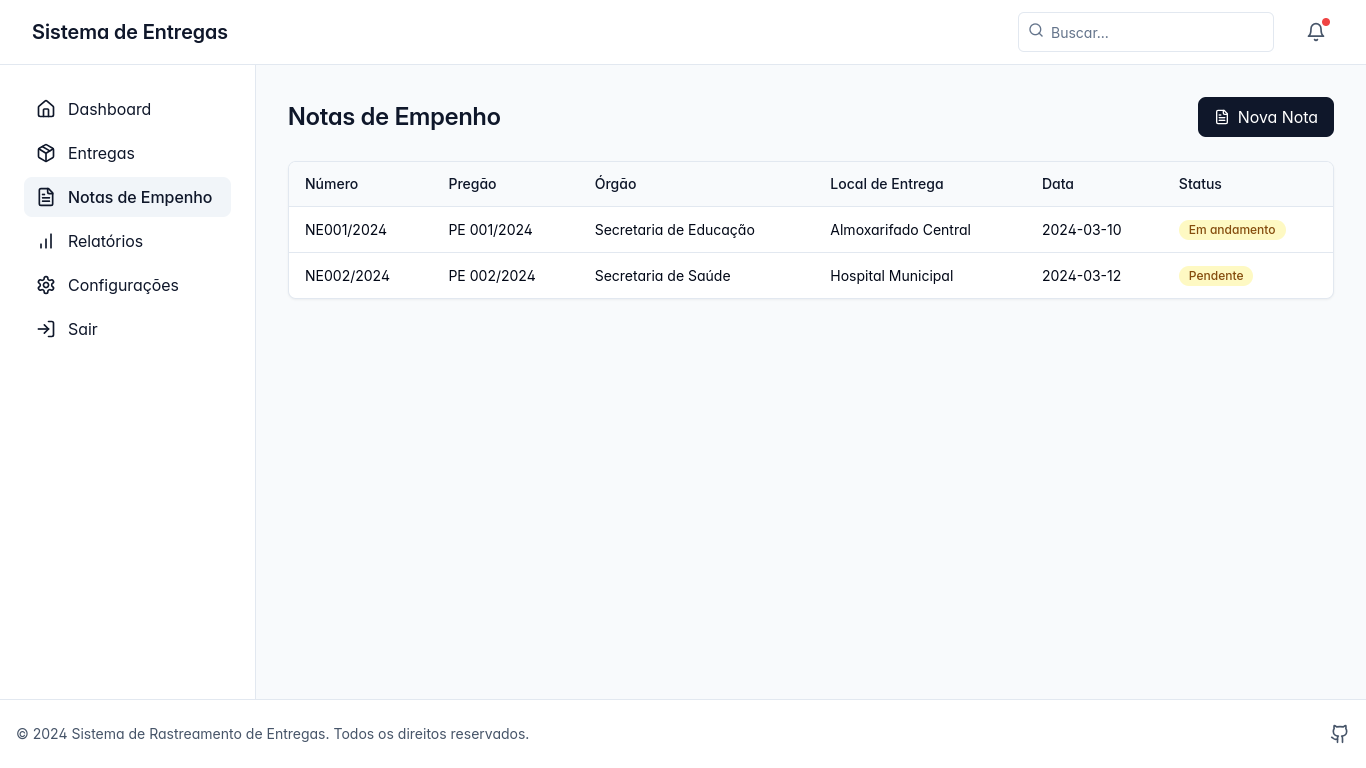 Sistema de Entregas
Buscar...
Dashboard
Entregas
Notas de Empenho
Relatórios
Configurações
Sair
Notas de Empenho
Nova Nota
Número Pregão Órgão Local de Entrega Data Status
NE001/2024 PE 001/2024 Secretaria de Educação Almoxarifado Central 2024-03-10 Em andamento
NE002/2024 PE 002/2024 Secretaria de Saúde Hospital Municipal 2024-03-12 Pendente
© 2024 Sistema de Rastreamento de Entregas. Todos os direitos reservados.